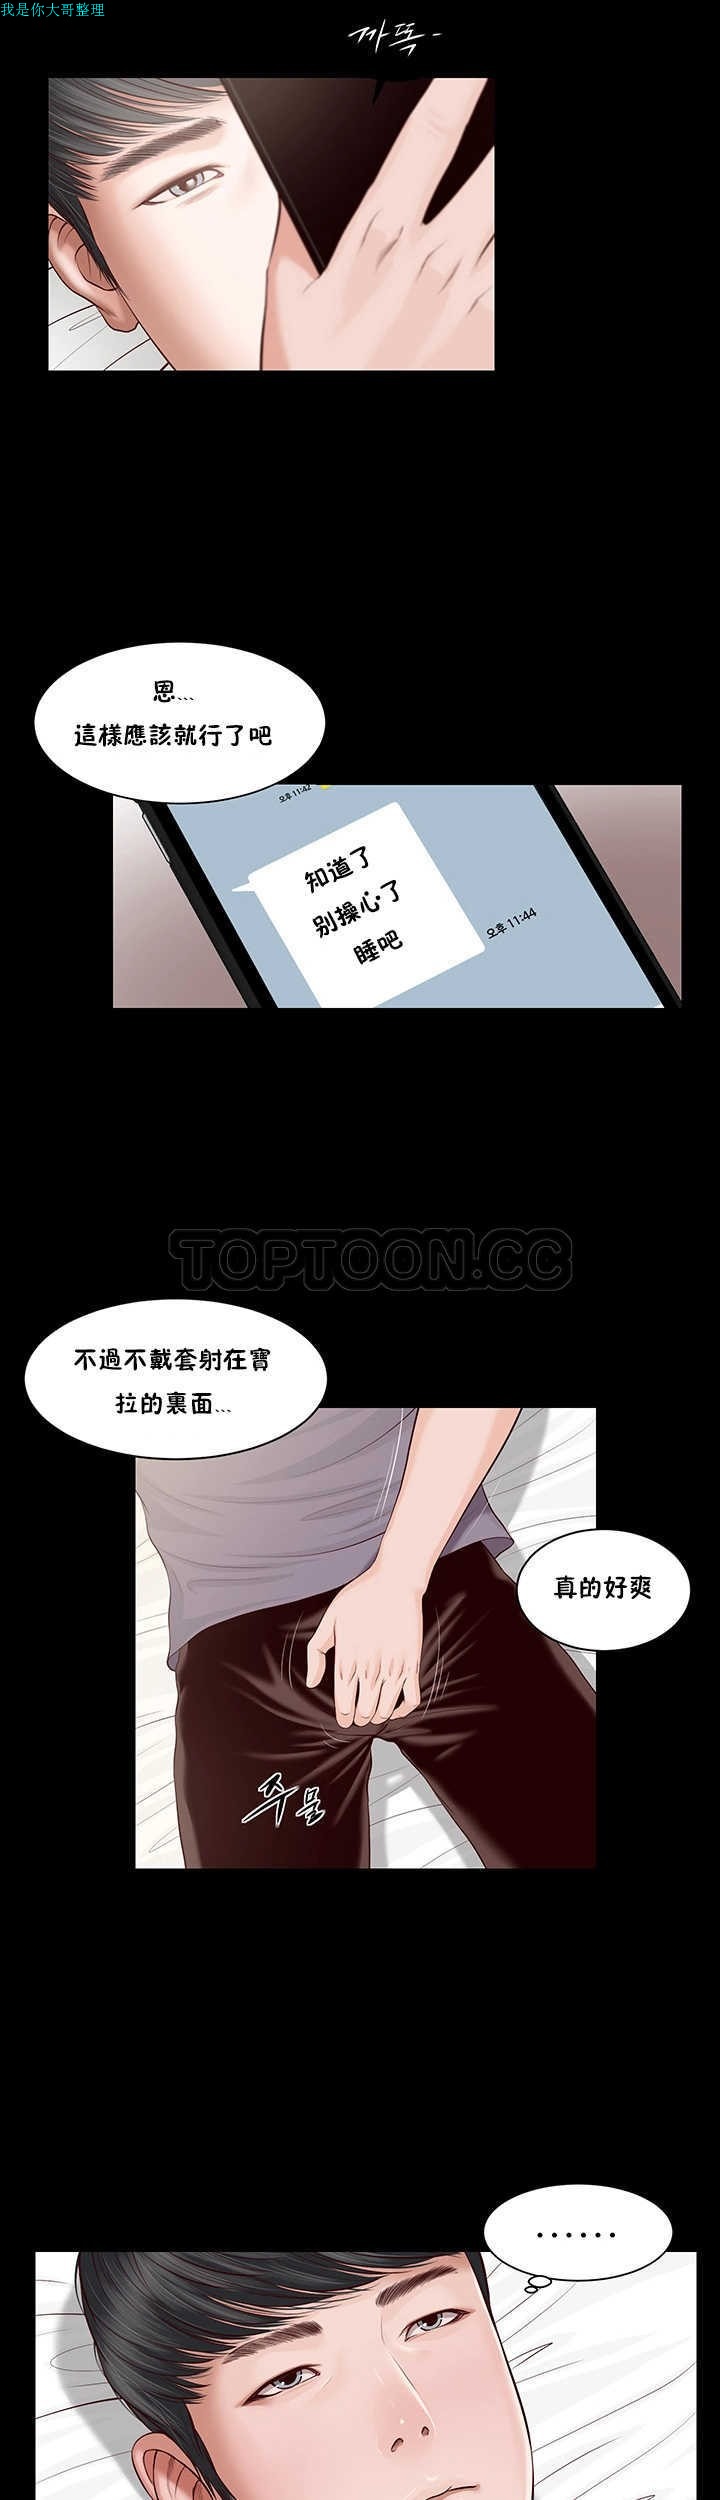 我是你大哥整理
까똑-
恩...
這樣應該就行了吧
오후 11:42
知道了
别操心了
睡吧
오후 11:44
TOPTOON.CC
不過不戴套射在寶
拉的裏面...
真的好爽
주물
......